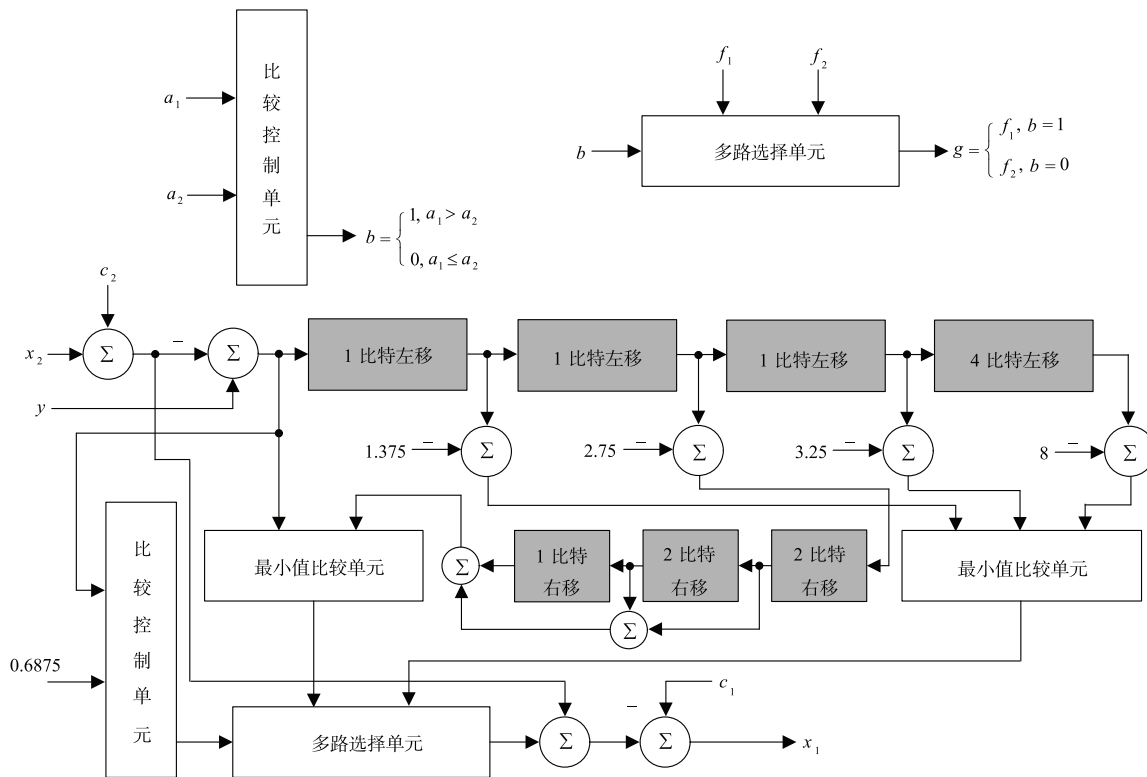 比较控制单元
a₁
a₂
b = { 1, a₁ > a₂
0, a₁ ≤ a₂
f₁
f₂
b
多路选择单元
g = { f₁, b = 1
f₂, b = 0
c₂
x₂
Σ
−
Σ
1 比特左移
1 比特左移
1 比特左移
4 比特左移
y
1.375
−
Σ
2.75
−
Σ
3.25
−
Σ
8
−
Σ
比较控制单元
最小值比较单元
Σ
1 比特
右移
2 比特
右移
2 比特
右移
最小值比较单元
Σ
0.6875
多路选择单元
Σ
−
Σ
c₁
x₁